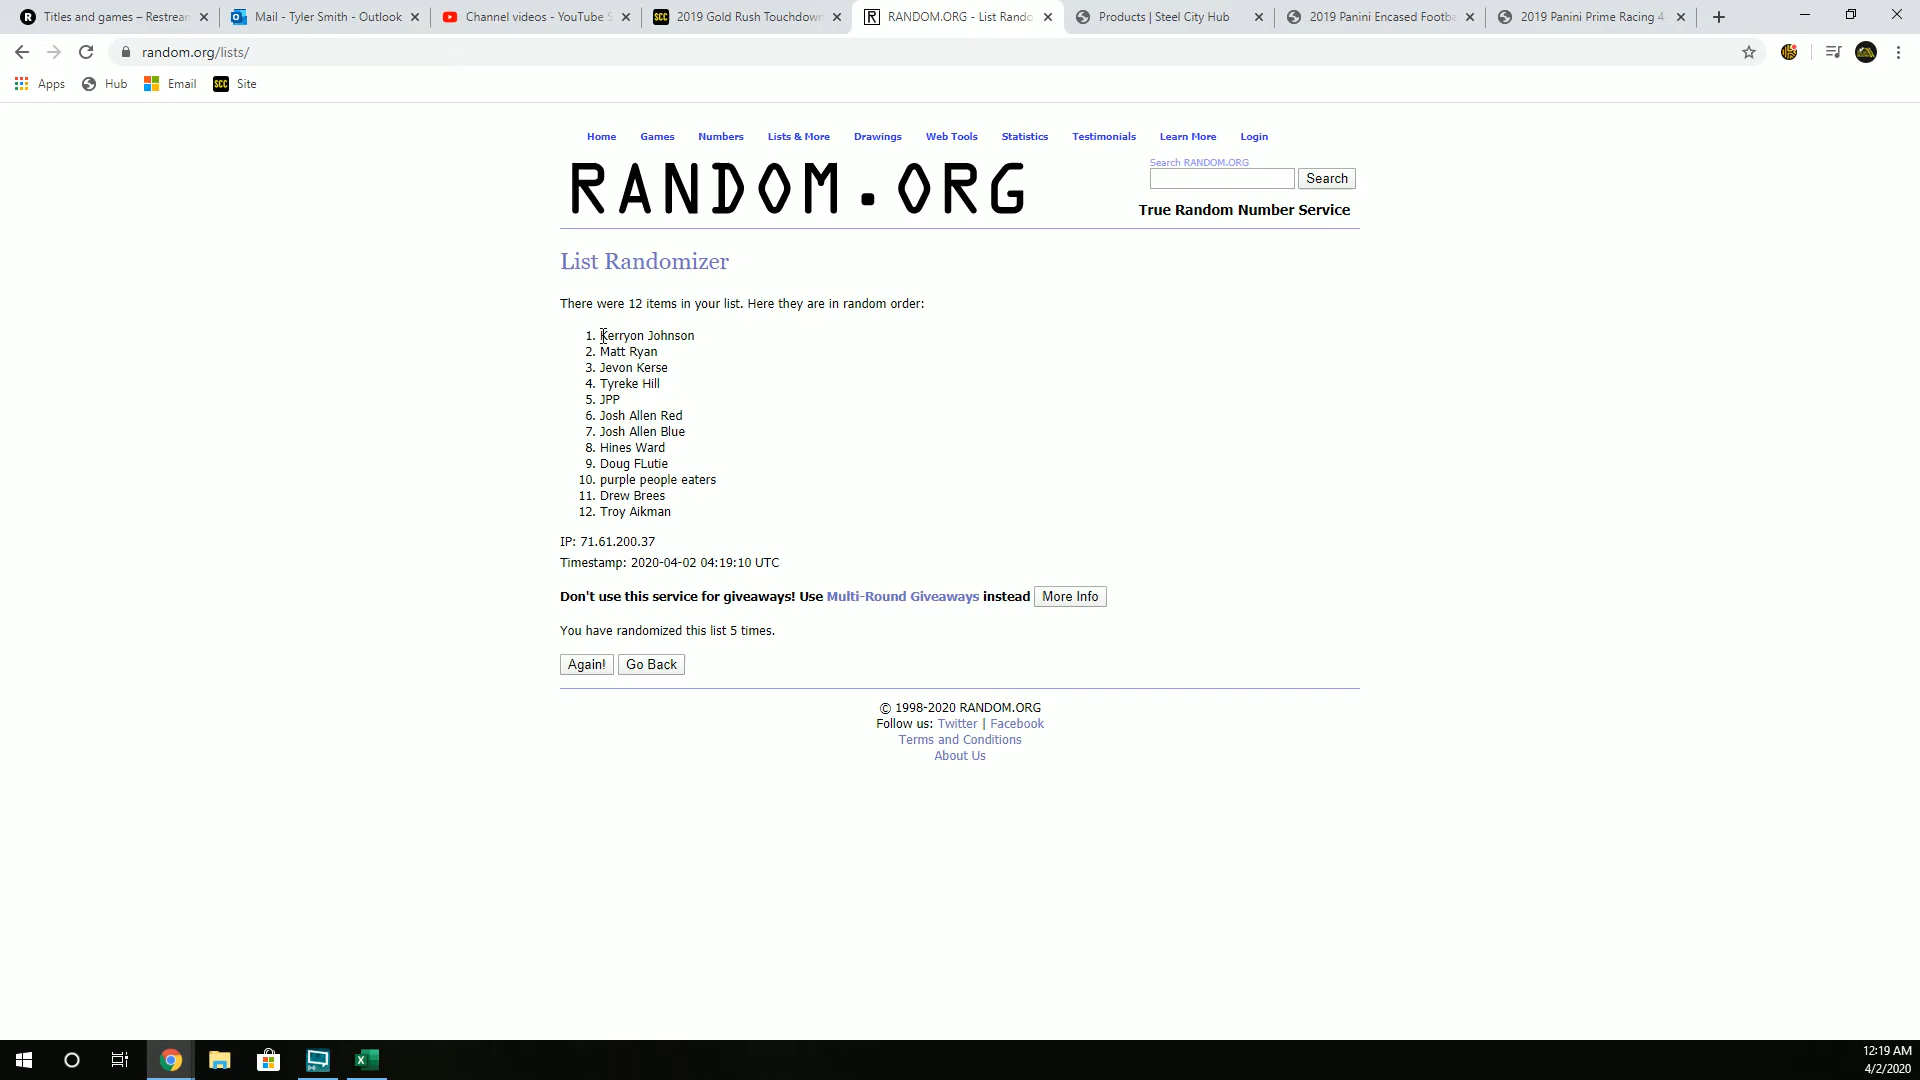 Titles and games – Restrean
Mail - Tyler Smith - Outlook
Channel videos - YouTube S
SCC 2019 Gold Rush Touchdown
R RANDOM.ORG - List Rando
Products | Steel City Hub
2019 Panini Encased Footba
2019 Panini Prime Racing 4-
random.org/lists/
Apps Hub Email SCC Site
Home Games Numbers Lists & More Drawings Web Tools Statistics Testimonials Learn More Login
Search RANDOM.ORG
RANDOM.ORG
Search
True Random Number Service
List Randomizer
There were 12 items in your list. Here they are in random order:
1. Kerryon Johnson
2. Matt Ryan
3. Jevon Kerse
4. Tyreke Hill
5. JPP
6. Josh Allen Red
7. Josh Allen Blue
8. Hines Ward
9. Doug FLutie
10. purple people eaters
11. Drew Brees
12. Troy Aikman
IP: 71.61.200.37
Timestamp: 2020-04-02 04:19:10 UTC
Don't use this service for giveaways! Use Multi-Round Giveaways instead More Info
You have randomized this list 5 times.
Again! Go Back
© 1998-2020 RANDOM.ORG
Follow us: Twitter | Facebook
Terms and Conditions
About Us
12:19 AM
4/2/2020